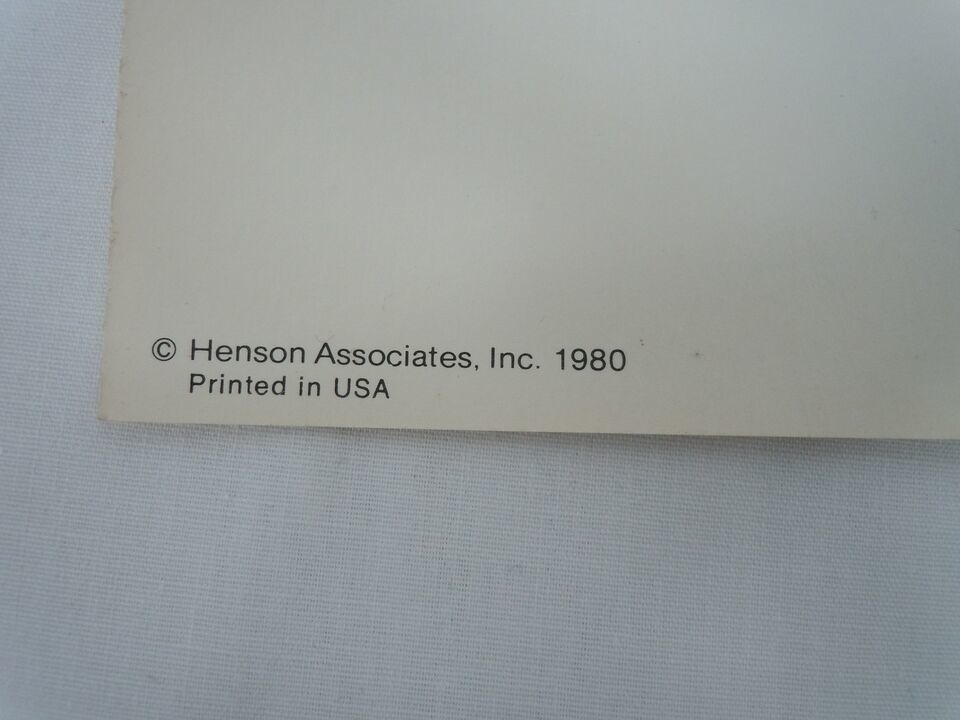 © Henson Associates, Inc. 1980
Printed in USA